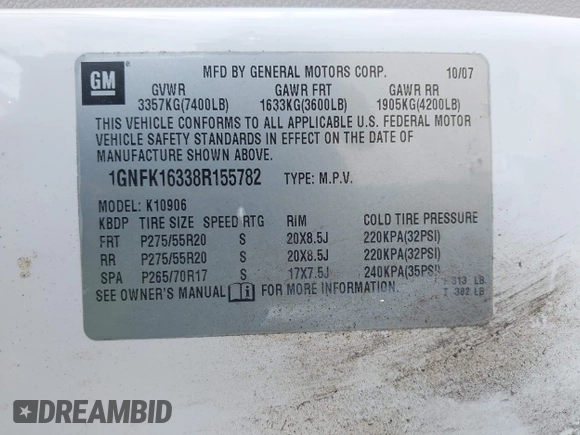 GM
MFD BY GENERAL MOTORS CORP. 10/07
GVWR GAWR FRT GAWR RR
3357KG(7400LB) 1633KG(3600LB) 1905KG(4200LB)
THIS VEHICLE CONFORMS TO ALL APPLICABLE U.S. FEDERAL MOTOR
VEHICLE SAFETY STANDARDS IN EFFECT ON THE DATE OF
MANUFACTURE SHOWN ABOVE.
1GNFK16338R155782 TYPE: M.P.V.
MODEL: K10906
KBDP TIRE SIZE SPEED RTG RIM COLD TIRE PRESSURE
FRT P275/55R20 S 20X8.5J 220KPA(32PSI)
RR P275/55R20 S 20X8.5J 220KPA(32PSI)
SPA P265/70R17 S 17X7.5J 240KPA(35PSI)
SEE OWNER'S MANUAL FOR MORE INFORMATION.
313 LB
T 382 LB
DREAMBID